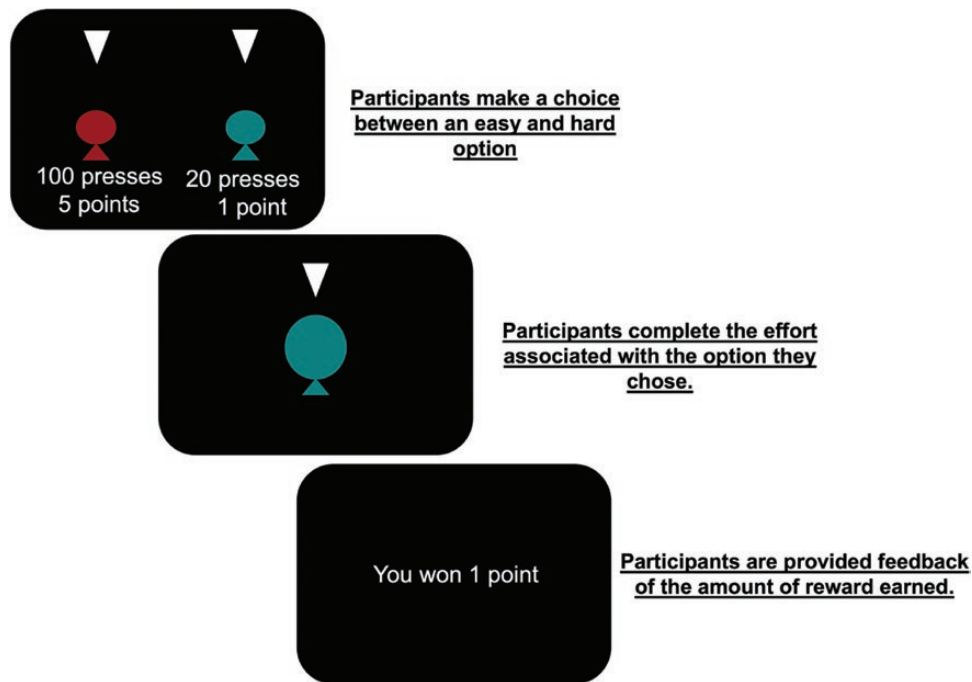 Participants make a choice
between an easy and hard
option
100 presses
5 points
20 presses
1 point
Participants complete the effort
associated with the option they
chose.
You won 1 point
Participants are provided feedback
of the amount of reward earned.